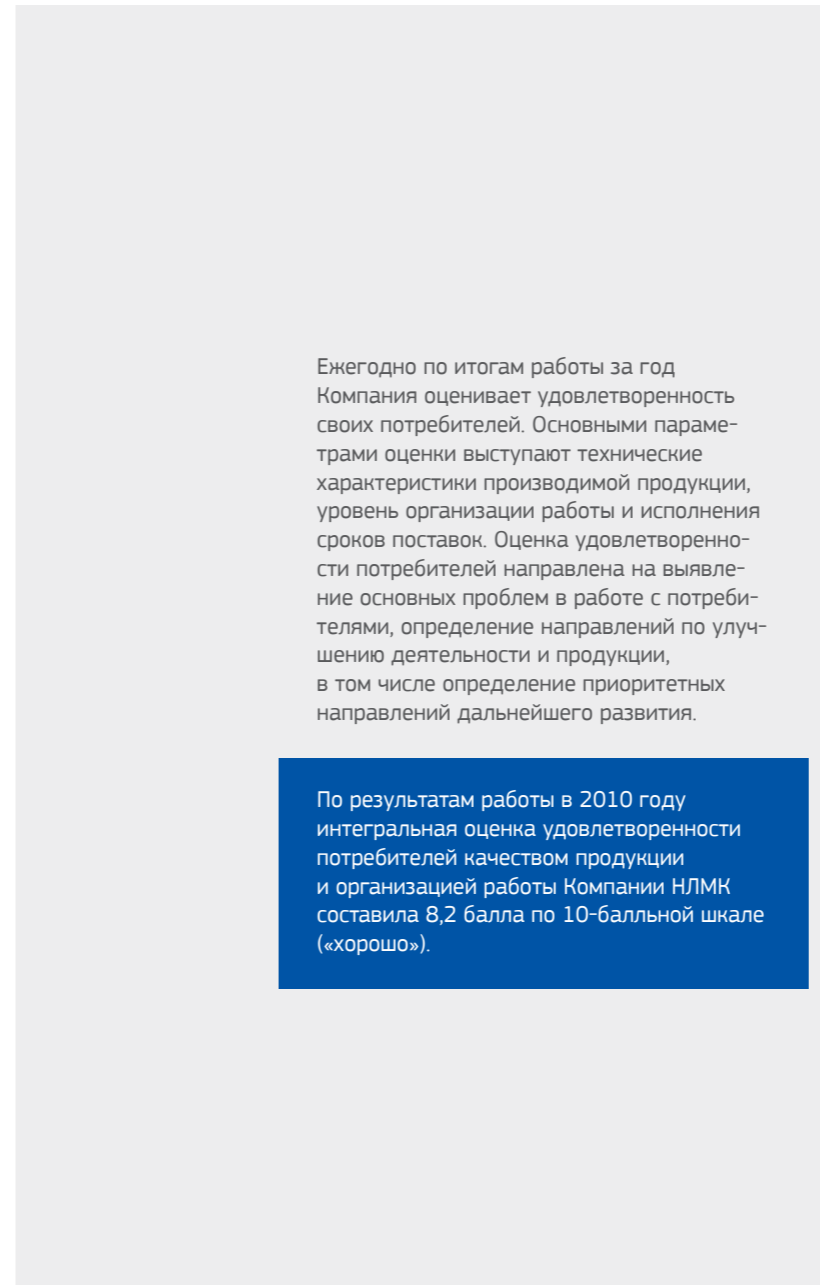 Ежегодно по итогам работы за год
Компания оценивает удовлетворенность
своих потребителей. Основными параме-
трами оценки выступают технические
характеристики производимой продукции,
уровень организации работы и исполнения
сроков поставок. Оценка удовлетворенно-
сти потребителей направлена на выявле-
ние основных проблем в работе с потреби-
телями, определение направлений по улуч-
шению деятельности и продукции,
в том числе определение приоритетных
направлений дальнейшего развития.
По результатам работы в 2010 году
интегральная оценка удовлетворенности
потребителей качеством продукции
и организацией работы Компании НЛМК
составила 8,2 балла по 10-балльной шкале
(«хорошо»).